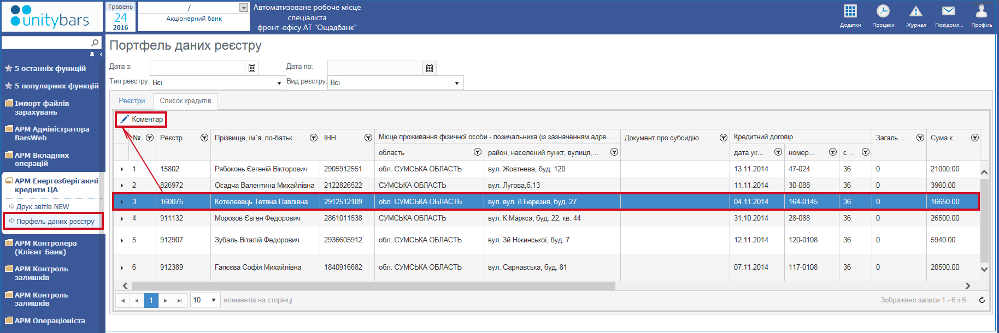 unitybars
Травень
24
2016
/
Акціонерний банк
Автоматизоване робоче місце
спеціаліста
фронт-офісу АТ "Ощадбанк"
Додатки
Процеси
Журнал
Повідомл...
Профіль
5 останніх функцій
5 популярних функцій
Імпорт файлів
зарахувань
АРМ Адміністратора
BarsWeb
АРМ Вкладних
операцій
АРМ Енергозберігаючі
кредити ЦА
Друк звітів NEW
Порфель даних реєстру
АРМ Контролера
(Клієнт-Банк)
АРМ Контроль
залишків
АРМ Контроль
залишків
АРМ Операціоніста
Портфель даних реєстру
Дата з:
Дата по:
Тип реєстру: Всі
Вид реєстру: Всі
Реєстри
Список кредитів
Коментар
№. Реєстр... Прізвище, ім`я, по-батьк... ІНН Місце проживання фізичної особи - позичальника (із зазначенням адре... Документ про субсидію Кредитний договір Загаль... Сума к...
область район, населений пункт, вулиця,... дата ук... номер... с...
1 15802 Рябоконь Євгеній Вікторович 2905912551 обл. СУМСЬКА ОБЛАСТЬ вул. Жовтнева, буд. 120 13.11.2014 47-024 36 0 21000.00
2 826972 Осадча Валентина Михайлівна 2122826522 СУМСЬКА ОБЛАСТЬ вул. Лугова,б.13 11.11.2014 30-088 36 0 3960.00
3 160075 Котелевець Тетяна Павлівна 2912512109 обл. СУМСЬКА ОБЛАСТЬ вул. вул. 8 Березня, буд. 27 04.11.2014 164-0145 36 0 16650.00
4 911132 Морозов Євген Федорович 2861011538 СУМСЬКА ОБЛАСТЬ вул. К.Маркса, буд. 22, кв. 44 31.10.2014 28-088 36 0 26500.00
5 912907 Зубаль Віталій Федорович 2936605912 обл. СУМСЬКА ОБЛАСТЬ вул. 3й Ніжинської, буд. 7 12.11.2014 120-0108 36 0 5940.00
6 912389 Гапєєва Софія Михайлівна 1840916682 обл. СУМСЬКА ОБЛАСТЬ вул. Сарнавська, буд. 81 07.11.2014 117-0108 36 0 20500.00
1 10 елементів на сторінці
Зображено записи 1 - 6 з 6